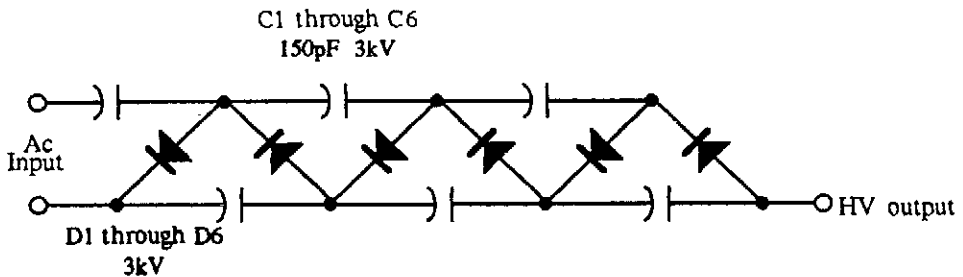 C1 through C6
150pF 3kV
Ac
Input
HV output
D1 through D6
3kV